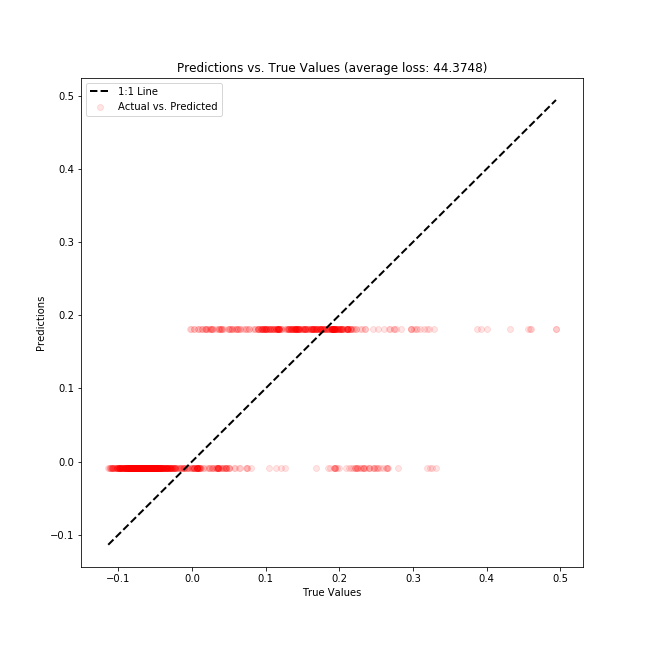 Predictions vs. True Values (average loss: 44.3748)
1:1 Line
Actual vs. Predicted
0.5
0.4
0.3
0.2
0.1
0.0
−0.1
Predictions
−0.1 0.0 0.1 0.2 0.3 0.4 0.5
True Values